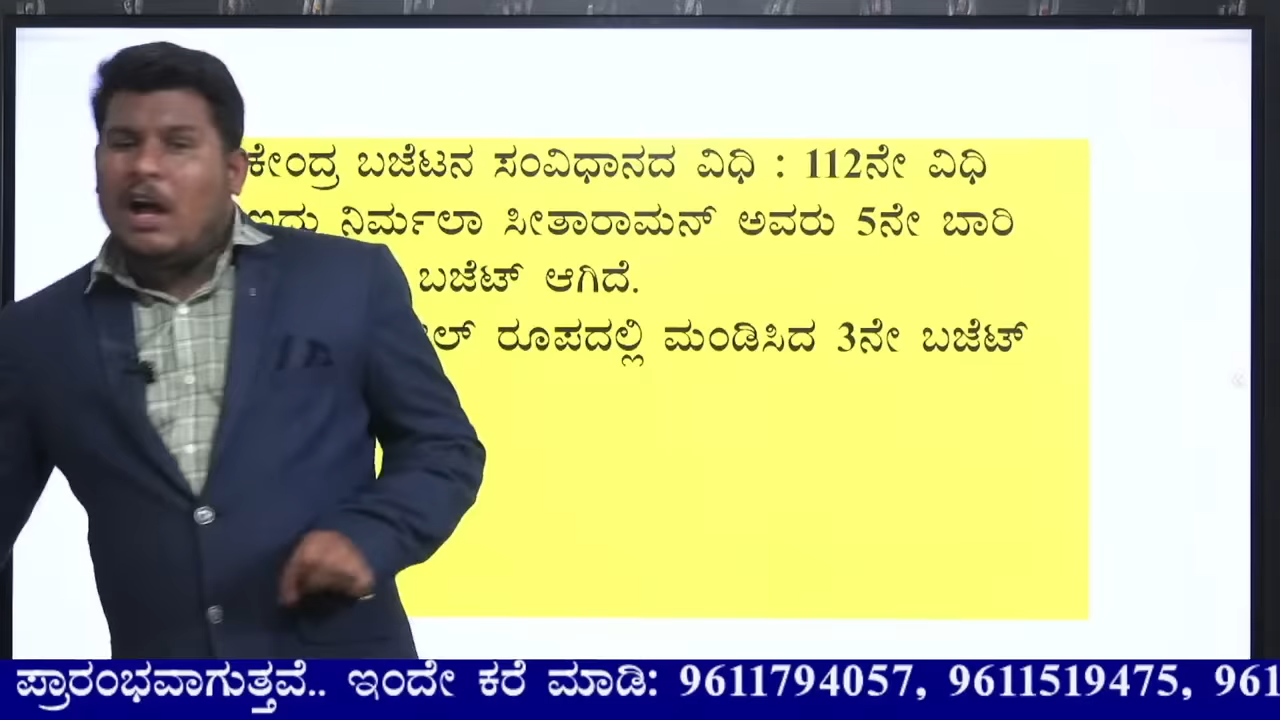 ಕೇಂದ್ರ ಬಜೆಟನ ಸಂವಿಧಾನದ ವಿಧಿ : 112ನೇ ವಿಧಿ
ಇದು ನಿರ್ಮಲಾ ಸೀತಾರಾಮನ್ ಅವರು 5ನೇ ಬಾರಿ
ಬಜೆಟ್ ಆಗಿದೆ.
ರೂಪದಲ್ಲಿ ಮಂಡಿಸಿದ 3ನೇ ಬಜೆಟ್
ಪ್ರಾರಂಭವಾಗುತ್ತವೆ.. ಇಂದೇ ಕರೆ ಮಾಡಿ: 9611794057, 9611519475, 961